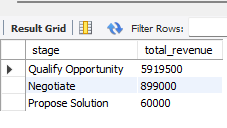 Result Grid Filter Rows:
stage total_revenue
Qualify Opportunity 5919500
Negotiate 899000
Propose Solution 60000